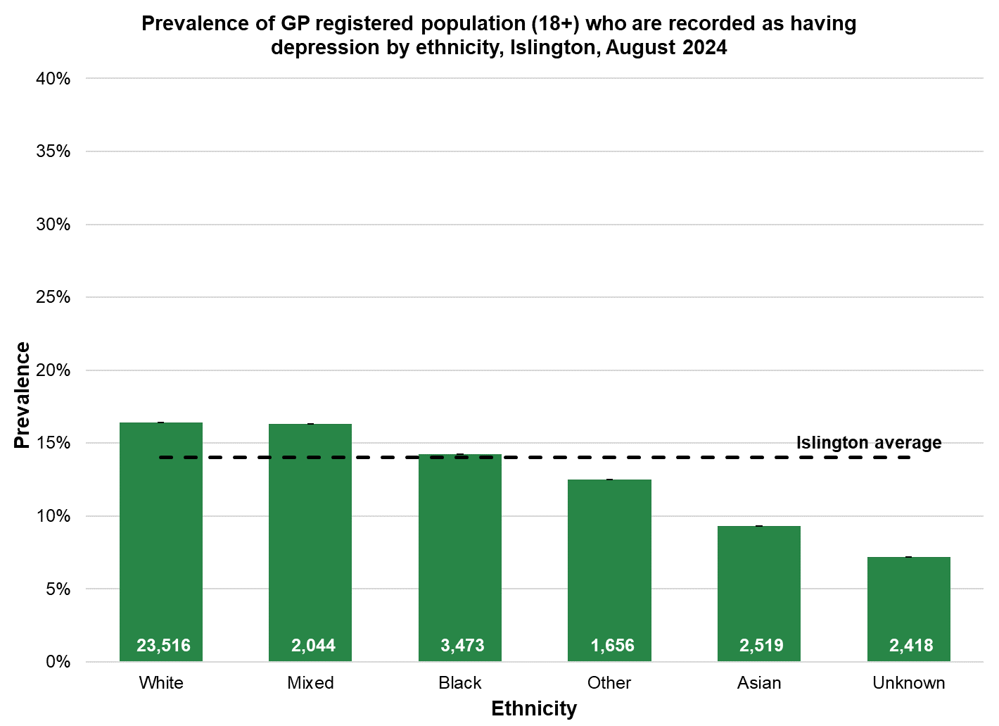 Prevalence of GP registered population (18+) who are recorded as having
depression by ethnicity, Islington, August 2024
40%
35%
30%
25%
20%
15%
10%
5%
0%
Prevalence
Islington average
23,516
2,044
3,473
1,656
2,519
2,418
White
Mixed
Black
Other
Asian
Unknown
Ethnicity